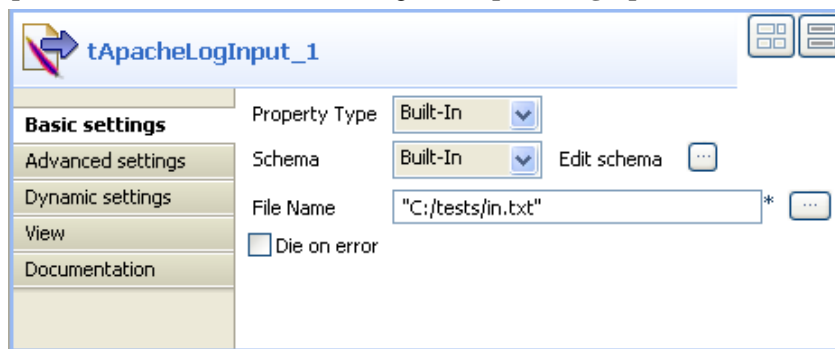 tApacheLogInput_1
Basic settings
Advanced settings
Dynamic settings
View
Documentation
Property Type Built-In
Schema Built-In Edit schema ...
File Name "C:/tests/in.txt" * ...
Die on error